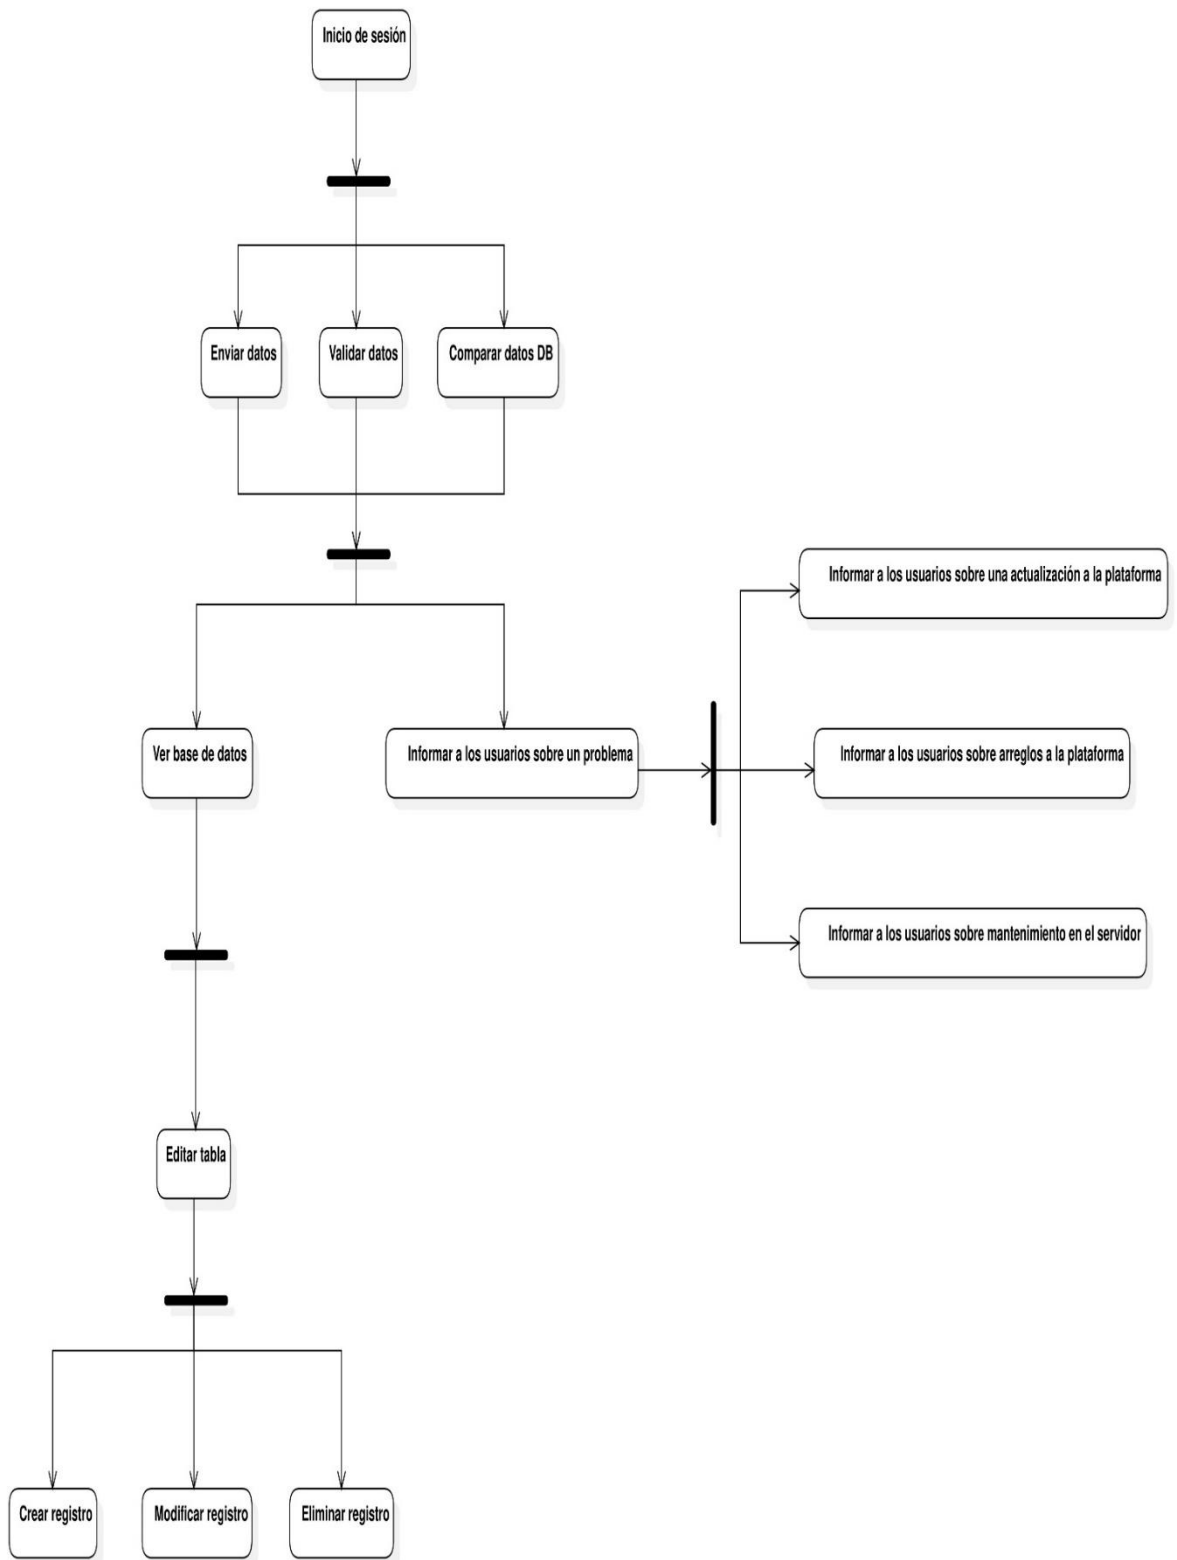 Inicio de sesión
Enviar datos
Validar datos
Comparar datos DB
Informar a los usuarios sobre una actualización a la plataforma
Ver base de datos
Informar a los usuarios sobre un problema
Informar a los usuarios sobre arreglos a la plataforma
Informar a los usuarios sobre mantenimiento en el servidor
Editar tabla
Crear registro
Modificar registro
Eliminar registro